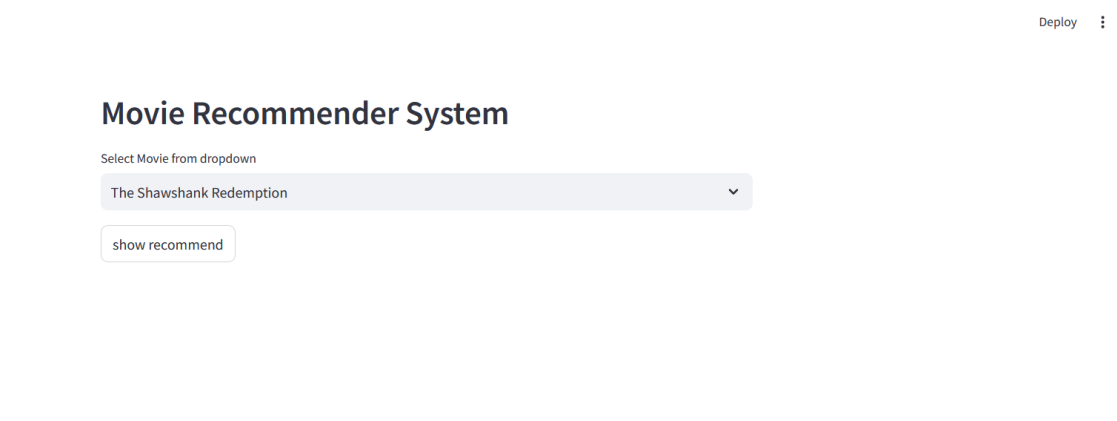 Deploy
Movie Recommender System
Select Movie from dropdown
The Shawshank Redemption
show recommend